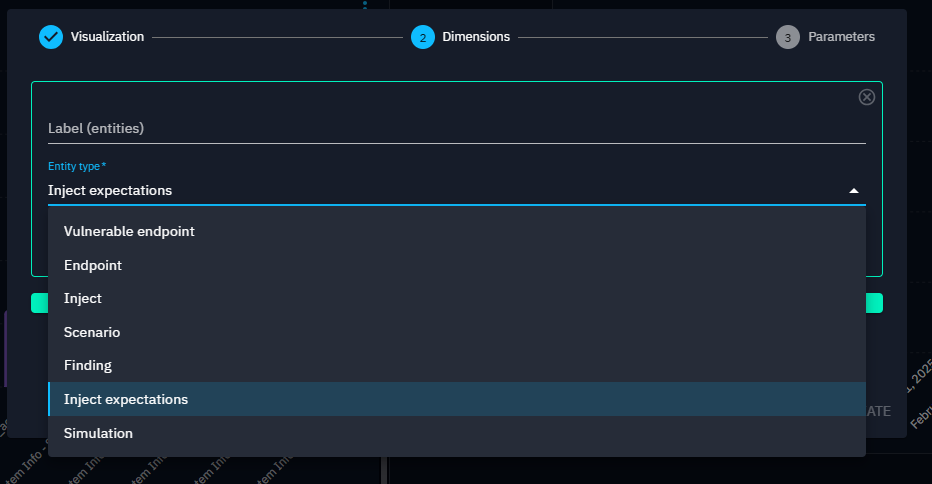 Visualization
2
Dimensions
3
Parameters
Label (entities)
Entity type*
Inject expectations
Vulnerable endpoint
Endpoint
Inject
Scenario
Finding
Inject expectations
Simulation